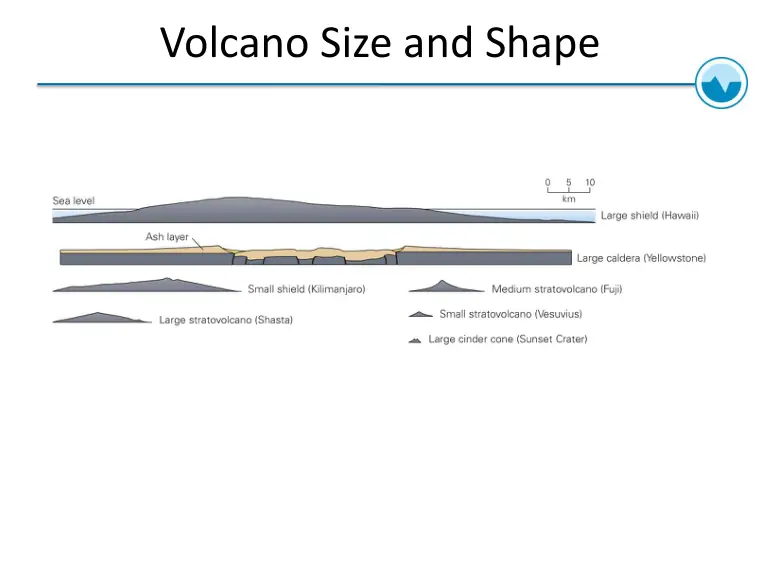 Volcano Size and Shape
0 5 10
km
Sea level
Large shield (Hawaii)
Ash layer
Large caldera (Yellowstone)
Small shield (Kilimanjaro)
Medium stratovolcano (Fuji)
Large stratovolcano (Shasta)
Small stratovolcano (Vesuvius)
Large cinder cone (Sunset Crater)